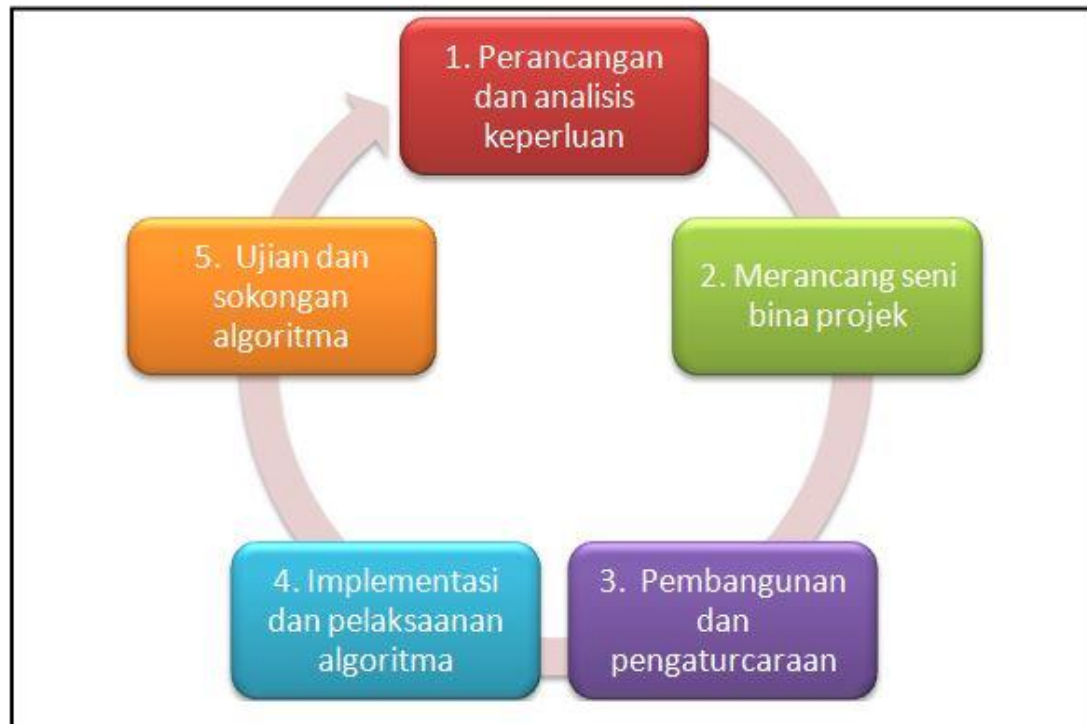 1. Perancangan
dan analisis
keperluan
2. Merancang seni
bina projek
3. Pembangunan
dan
pengaturcaraan
4. Implementasi
dan pelaksaanan
algoritma
5. Ujian dan
sokongan
algoritma